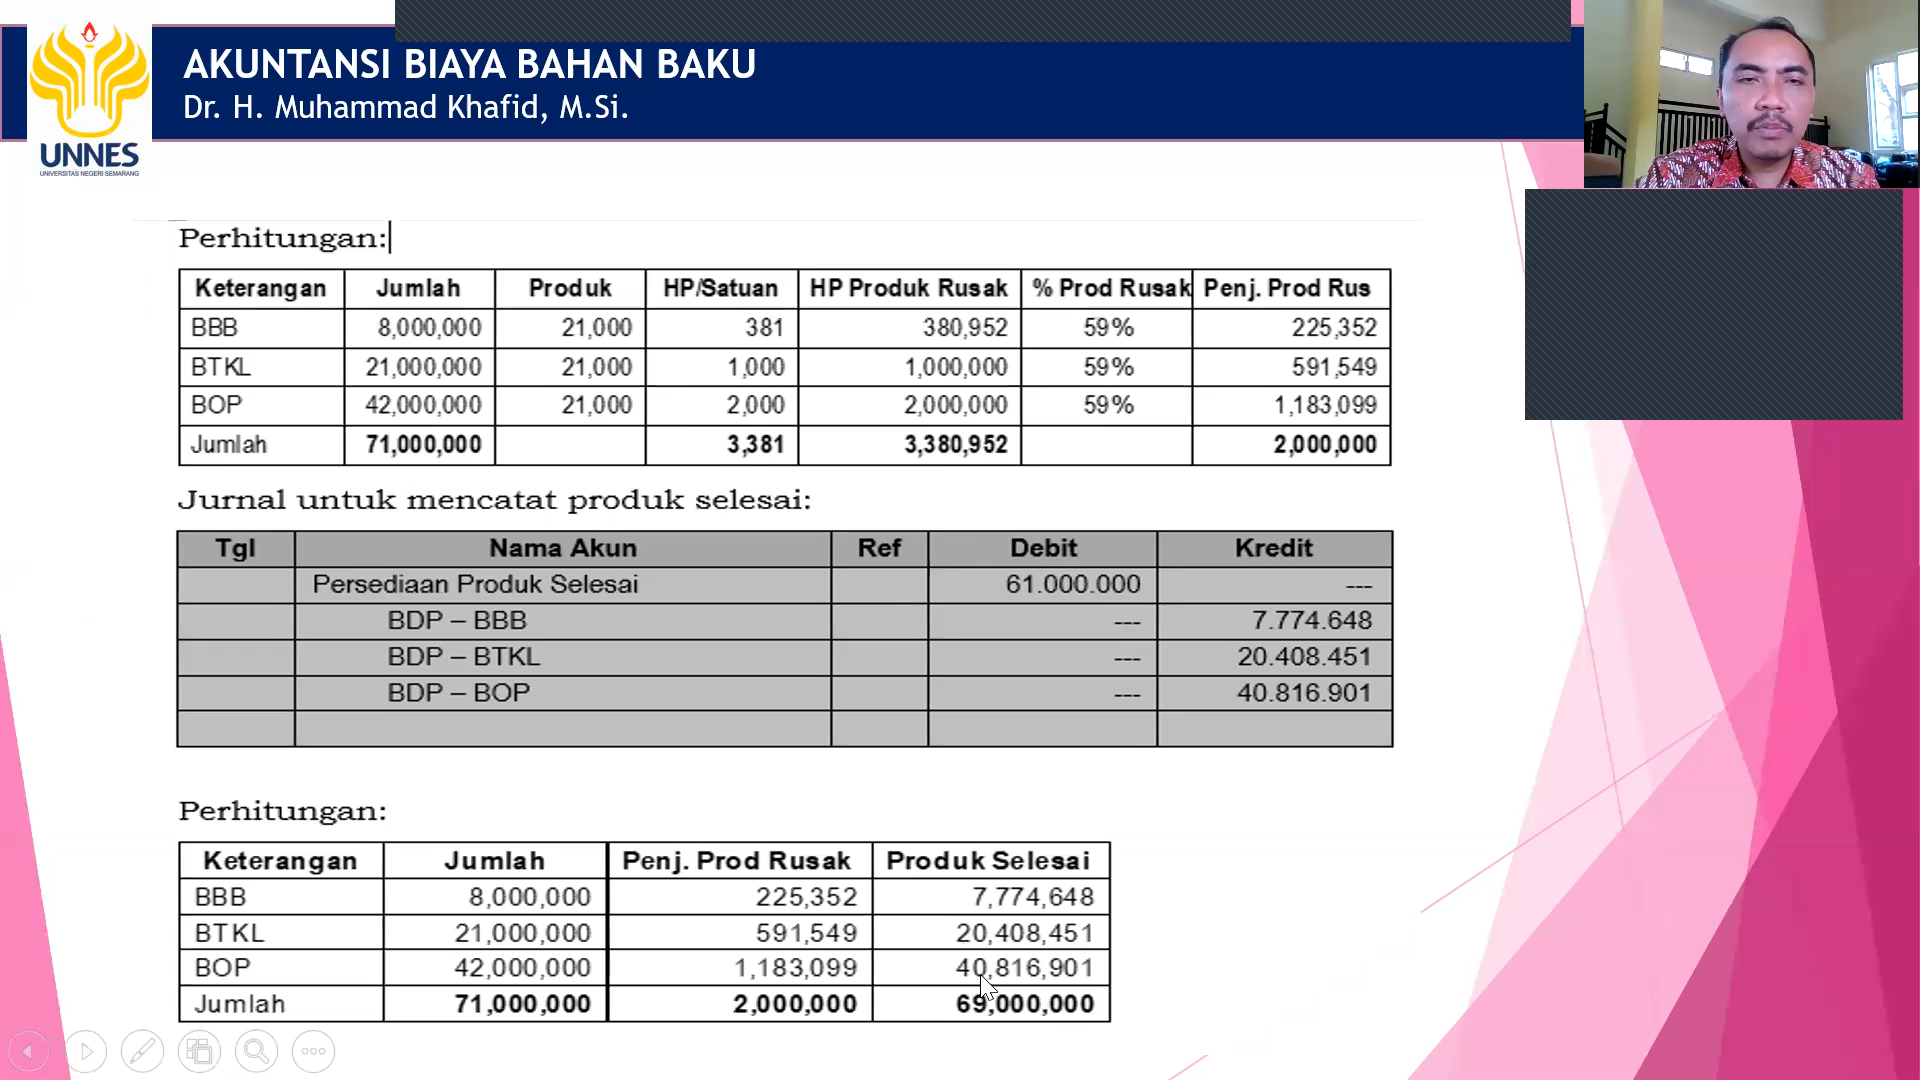 AKUNTANSI BIAYA BAHAN BAKU
Dr. H. Muhammad Khafid, M.Si.
UNNES
UNIVERSITAS NEGERI SEMARANG
Perhitungan:
Keterangan Jumlah Produk HP/Satuan HP Produk Rusak % Prod Rusak Penj. Prod Rus
BBB 8,000,000 21,000 381 380,952 59% 225,352
BTKL 21,000,000 21,000 1,000 1,000,000 59% 591,549
BOP 42,000,000 21,000 2,000 2,000,000 59% 1,183,099
Jumlah 71,000,000 3,381 3,380,952 2,000,000
Jurnal untuk mencatat produk selesai:
Tgl Nama Akun Ref Debit Kredit
Persediaan Produk Selesai 61.000.000 ---
BDP – BBB --- 7.774.648
BDP – BTKL --- 20.408.451
BDP – BOP --- 40.816.901
Perhitungan:
Keterangan Jumlah Penj. Prod Rusak Produk Selesai
BBB 8,000,000 225,352 7,774,648
BTKL 21,000,000 591,549 20,408,451
BOP 42,000,000 1,183,099 40,816,901
Jumlah 71,000,000 2,000,000 69,000,000